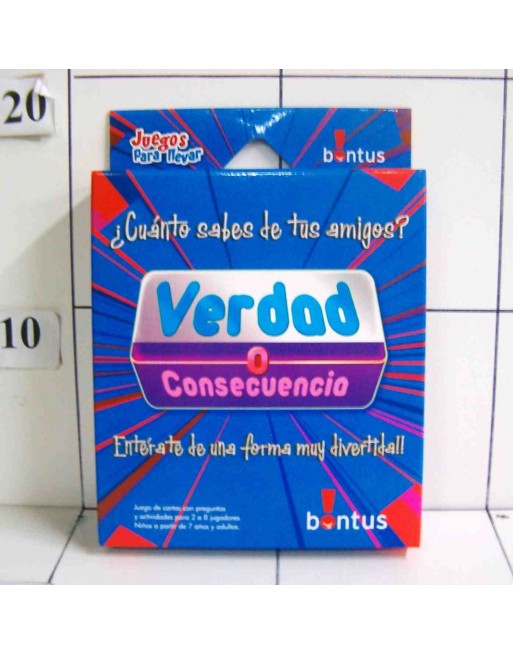 20
Juegos
Para llevar
bontus
¿Cuánto sabes de tus amigos?
Verdad
O
Consecuencia
10
Entérate de una forma muy divertida!!
Juego de cartas con preguntas
y actividades para 2 a 8 jugadores.
Niños a partir de 7 años y adultos.
bontus